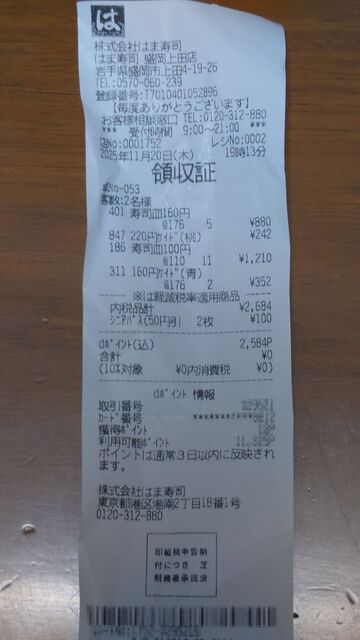 は
株式会社はま寿司
はま寿司 盛岡上田店
岩手県盛岡市上田4-19-26
TEL:0570-060-239
登録番号:T7010401052896
【毎度ありがとうございます】
お客様相談窓口 TEL:0120-312-880
*** 受付時間 9:00~21:00 ***
店No:0001752 レジNo:0002
2025年11月20日(木) 19時13分
領収証
卓No-053
客数:2名様
401 寿司皿160円
@176 5 ¥880
847 220円サイド ¥242
186 寿司皿100円
@110 11 ¥1,210
311 160円サイド(青)
@176 2 ¥352
※は軽減税率適用商品
内税品計 ¥2,684
シニアパス(50円引 2枚 ¥100
dポイント(込) 2,584P
合計 ¥0
(10%対象 ¥0内消費税 ¥0)
dポイント 情報
取引番号
カード番号
獲得ポイント
利用可能ポイント
ポイントは通常3日以内に反映されま
す。
株式会社はま寿司
東京都港区港南2丁目18番1号
0120-312-880
印紙税申告納
付につき 芝
税務署承認済